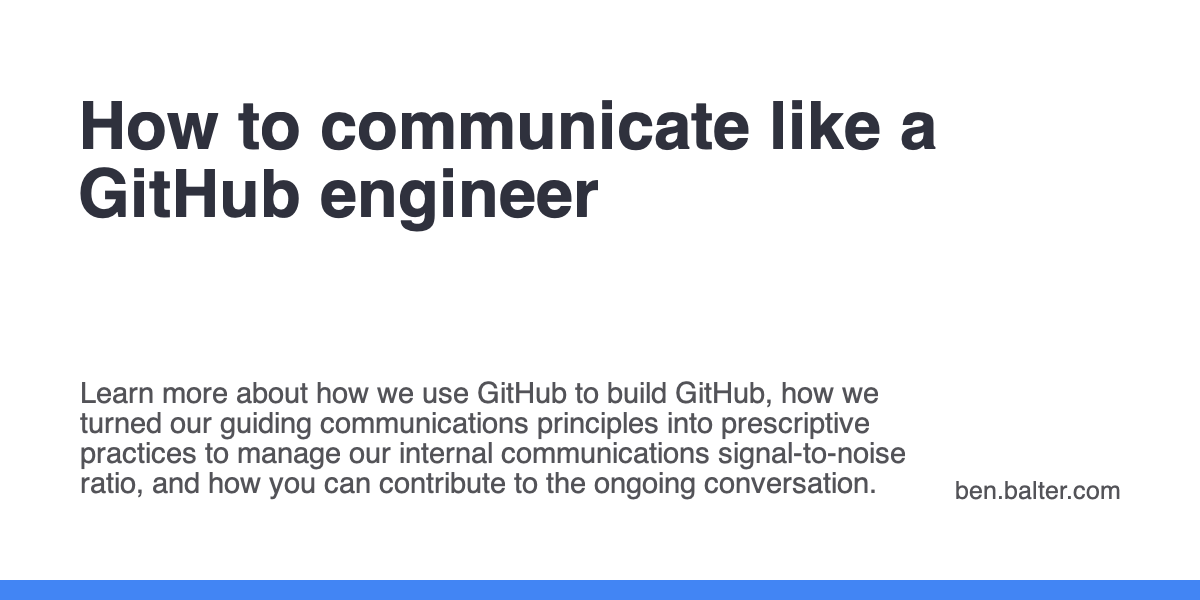 How to communicate like a
GitHub engineer
Learn more about how we use GitHub to build GitHub, how we
turned our guiding communications principles into prescriptive
practices to manage our internal communications signal-to-noise
ratio, and how you can contribute to the ongoing conversation.
ben.balter.com